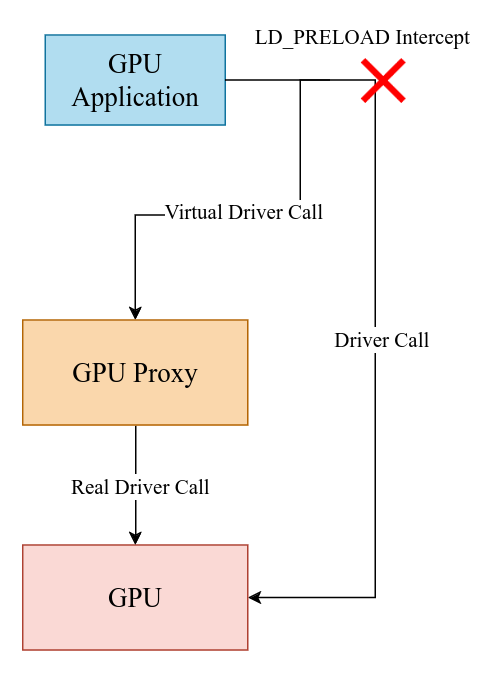 LD_PRELOAD Intercept
GPU
Application
Virtual Driver Call
Driver Call
GPU Proxy
Real Driver Call
GPU